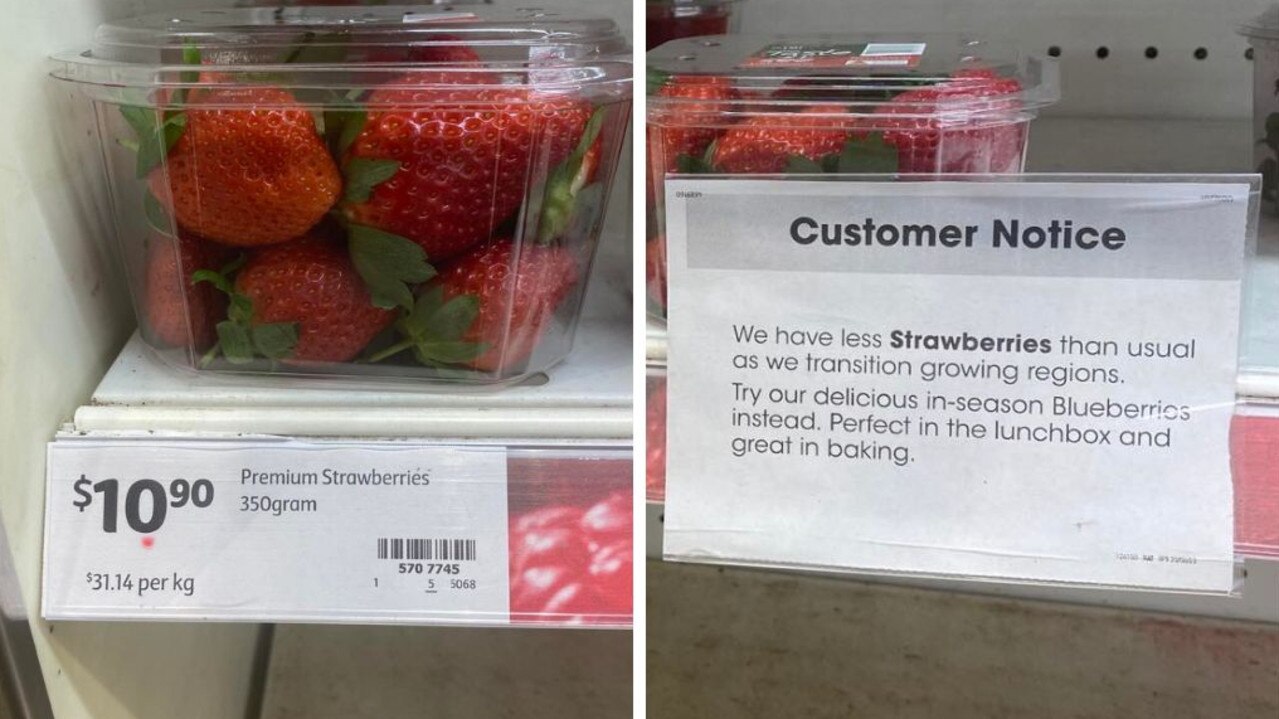 $10.90
Premium Strawberries
350gram
570 7745
1 5 5068
$31.14 per kg
Customer Notice
We have less Strawberries than usual
as we transition growing regions.
Try our delicious in-season Blueberries
instead. Perfect in the lunchbox and
great in baking.